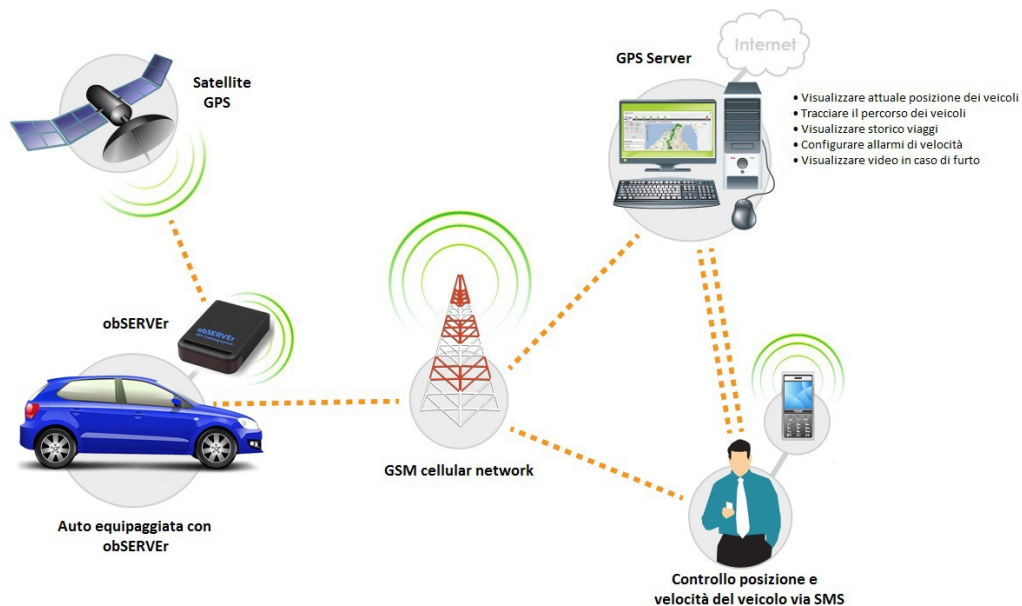 Internet
GPS Server
Satellite
GPS
• Visualizzare attuale posizione dei veicoli
• Tracciare il percorso dei veicoli
• Visualizzare storico viaggi
• Configurare allarmi di velocità
• Visualizzare video in caso di furto
obSERVEr
obSERVEr
GSM cellular network
Auto equipaggiata con
obSERVEr
Controllo posizione e
velocità del veicolo via SMS